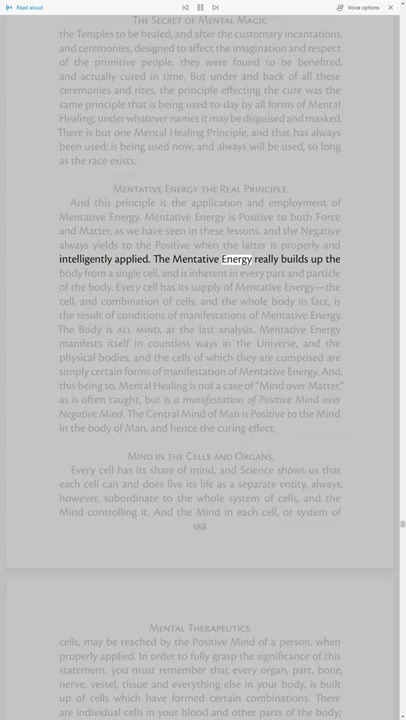 Read aloud
Voice options
The Secret of Mental Magic
the Temples to be healed, and after the customary incantations,
and ceremonies, designed to affect the imagination and respect
of the primitive people, they were found to be benefited,
and actually cured in time. But under and back of all these
ceremonies and rites, the principle effecting the cure was the
same principle that is being used to-day by all forms of Mental
Healing, under whatever names it may be disguised and masked.
There is but one Mental Healing Principle, and that has always
been used; is being used now; and always will be used, so long
as the race exists.
Mentative Energy the Real Principle.
And this principle is the application and employment of
Mentative Energy. Mentative Energy is Positive to both Force
and Matter, as we have seen in these lessons, and the Negative
always yields to the Positive when the latter is properly and
intelligently applied. The Mentative Energy really builds up the
body from a single cell, and is inherent in every part and particle
of the body. Every cell has its supply of Mentative Energy—the
cell, and combination of cells, and the whole body in fact, is
the result of conditions of manifestations of Mentative Energy.
The Body is all mind, at the last analysis. Mentative Energy
manifests itself in countless ways in the Universe, and the
physical bodies, and the cells of which they are composed are
simply certain forms of manifestation of Mentative Energy. And,
this being so, Mental Healing is not a case of "Mind over Matter,"
as is often taught, but is a manifestation of Positive Mind over
Negative Mind. The Central Mind of Man is Positive to the Mind
in the body of Man, and hence the curing effect.
Mind in the Cells and Organs.
Every cell has its share of mind, and Science shows us that
each cell can and does live its life as a separate entity, always,
however, subordinate to the whole system of cells, and the
Mind controlling it. And the Mind in each cell, or system of
188
Mental Therapeutics.
cells, may be reached by the Positive Mind of a person, when
properly applied. In order to fully grasp the significance of this
statement, you must remember that every organ, part, bone,
nerve, vessel, tissue and everything else in your body, is built
up of cells which have formed certain combinations. There
are individual cells in your blood and other parts of the body;